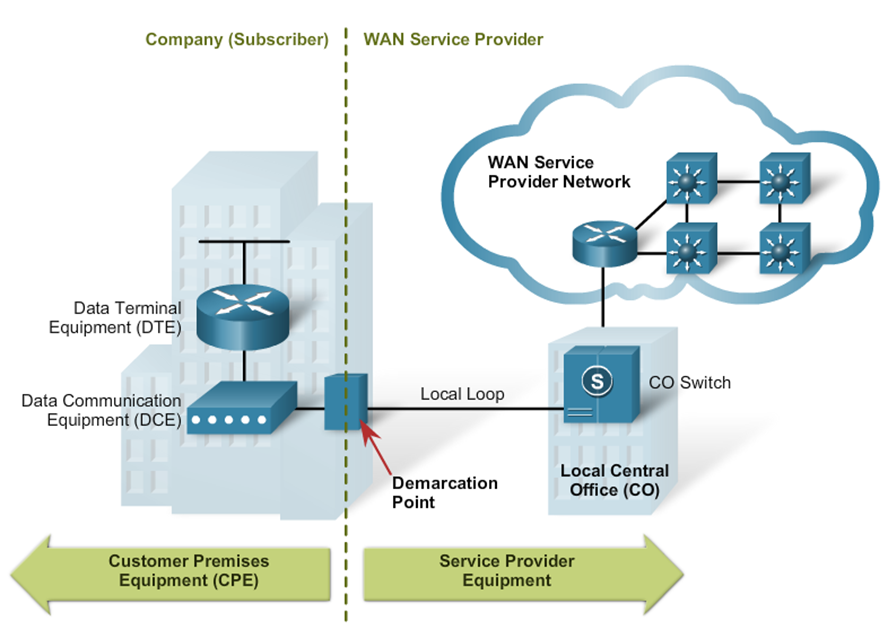 Company (Subscriber)
WAN Service Provider
WAN Service
Provider Network
Data Terminal
Equipment (DTE)
Data Communication
Equipment (DCE)
Local Loop
S
CO Switch
Demarcation
Point
Local Central
Office (CO)
Customer Premises
Equipment (CPE)
Service Provider
Equipment